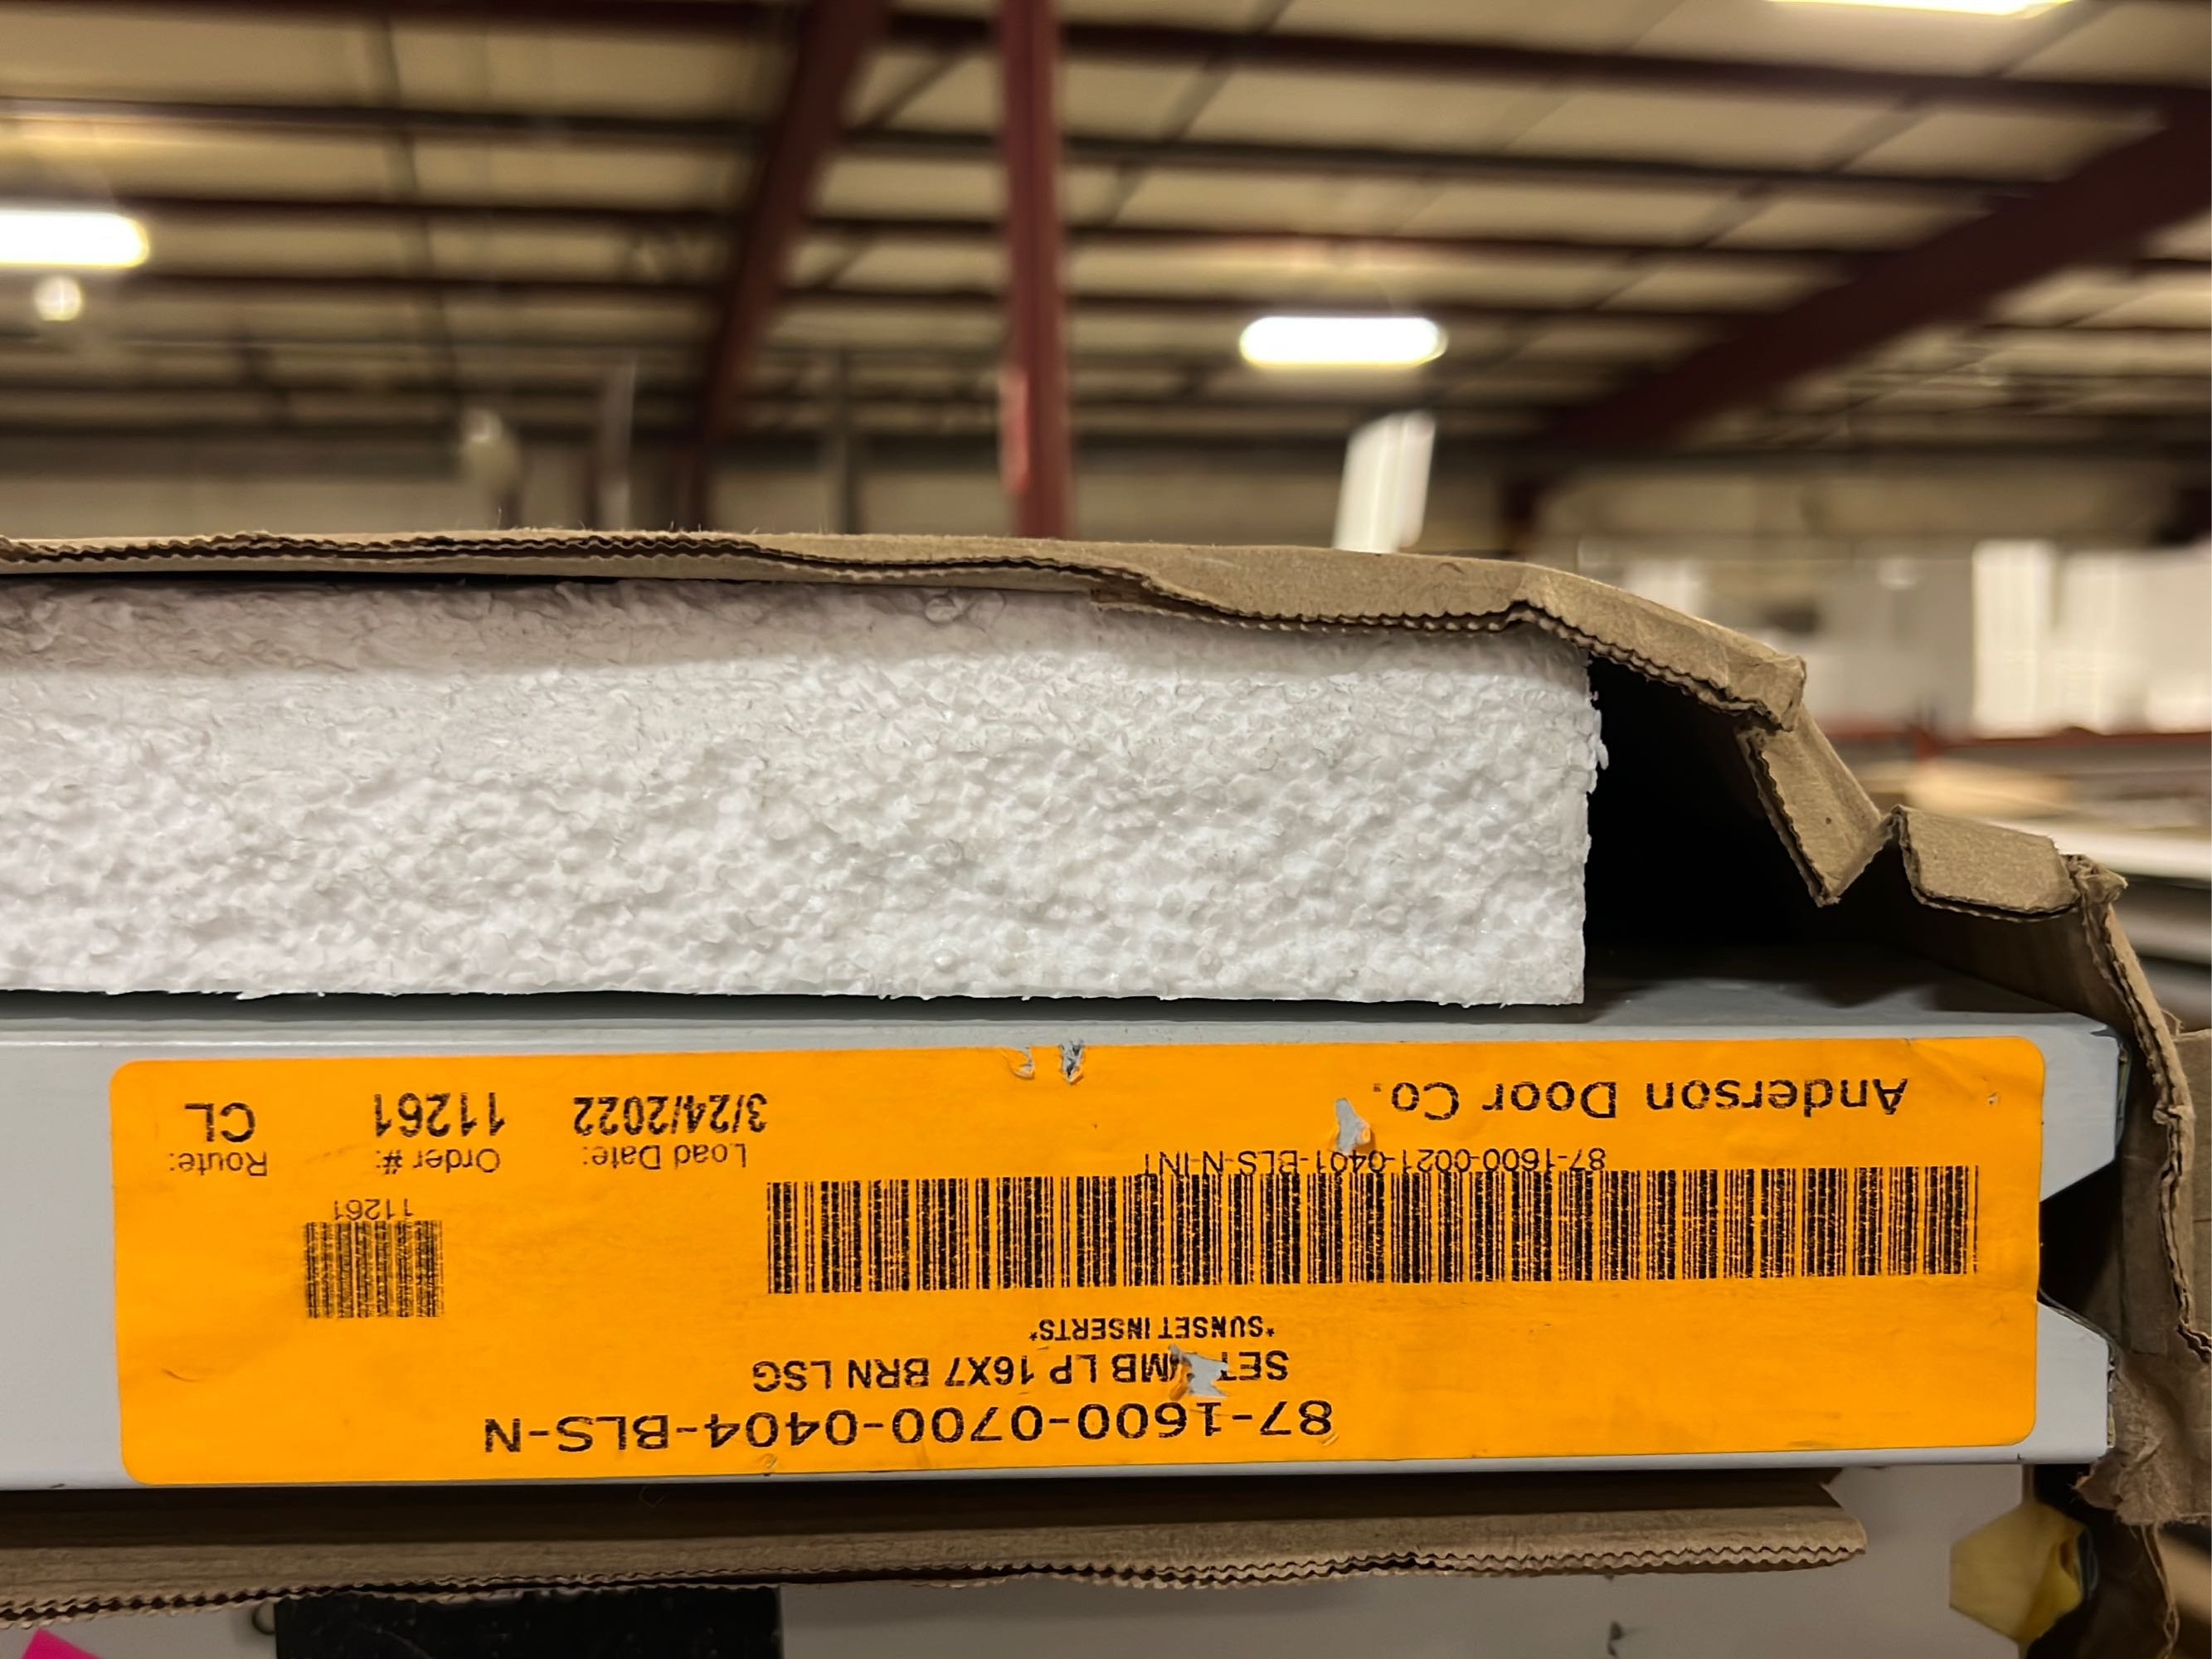 87-1600-0700-0404-BLS-N
LP 16X7 BRN LSG
*SUNSET INSERTS*
87-1600-0021-0401-BLS-N-INT
Anderson Door Co.
11261
Load Date:
3/24/2022
Order #:
11261
Route:
CL